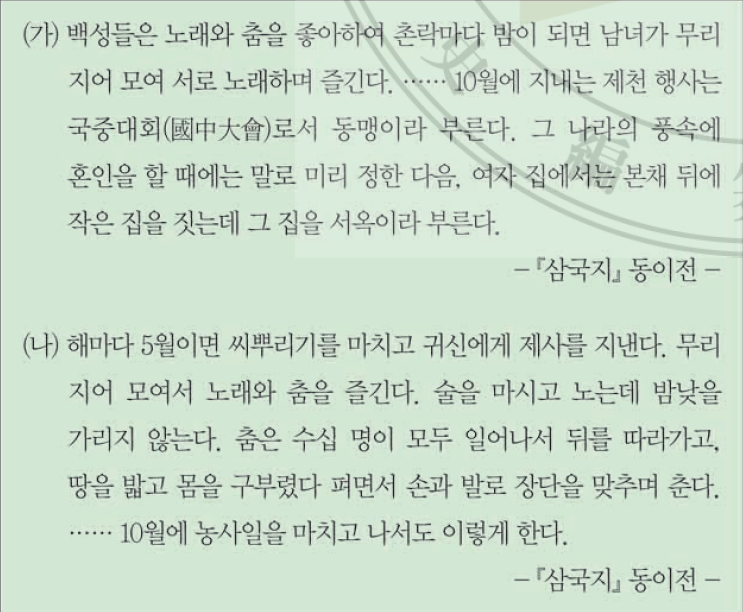 (가) 백성들은 노래와 춤을 좋아하여 촌락마다 밤이 되면 남녀가 무리
지어 모여 서로 노래하며 즐긴다. …… 10월에 지내는 제천 행사는
국중대회(國中大會)로서 동맹이라 부른다. 그 나라의 풍속에
혼인을 할 때에는 말로 미리 정한 다음, 여자 집에서는 본채 뒤에
작은 집을 짓는데 그 집을 서옥이라 부른다.
－『삼국지』 동이전－
(나) 해마다 5월이면 씨뿌리기를 마치고 귀신에게 제사를 지낸다. 무리
지어 모여서 노래와 춤을 즐긴다. 술을 마시고 노는데 밤낮을
가리지 않는다. 춤은 수십 명이 모두 일어나서 뒤를 따라가고,
땅을 밟고 몸을 구부렸다 펴면서 손과 발로 장단을 맞추며 춘다.
…… 10월에 농사일을 마치고 나서도 이렇게 한다.
－『삼국지』 동이전－